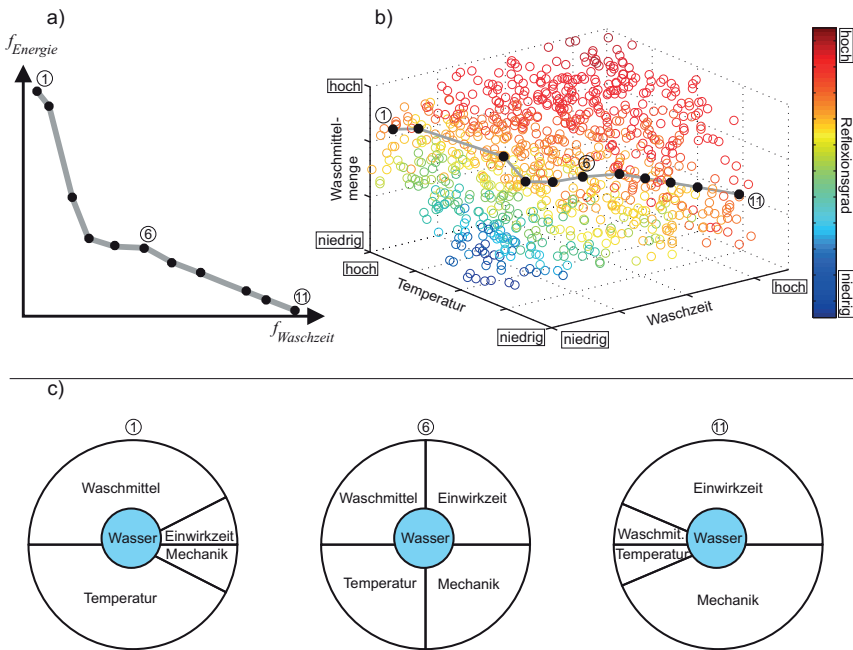 a)
f_Energie
①
⑥
⑪
f_Waschzeit
b)
hoch
Waschmittel-
menge
niedrig
hoch
Temperatur
niedrig
niedrig
Waschzeit
hoch
①
⑥
⑪
hoch
Reflexionsgrad
niedrig
c)
①
Waschmittel
Einwirkzeit
Wasser
Mechanik
Temperatur
⑥
Waschmittel
Einwirkzeit
Wasser
Temperatur
Mechanik
⑪
Einwirkzeit
Waschmit.
Wasser
Temperatur
Mechanik